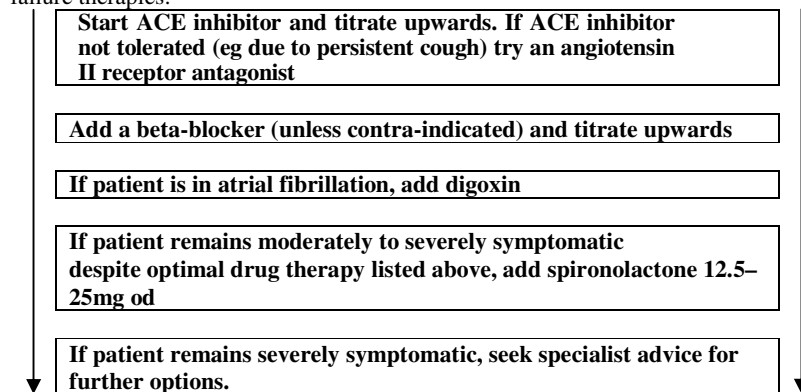 failure therapies.
Start ACE inhibitor and titrate upwards. If ACE inhibitor
not tolerated (eg due to persistent cough) try an angiotensin
II receptor antagonist
Add a beta-blocker (unless contra-indicated) and titrate upwards
If patient is in atrial fibrillation, add digoxin
If patient remains moderately to severely symptomatic
despite optimal drug therapy listed above, add spironolactone 12.5–
25mg od
If patient remains severely symptomatic, seek specialist advice for
further options.